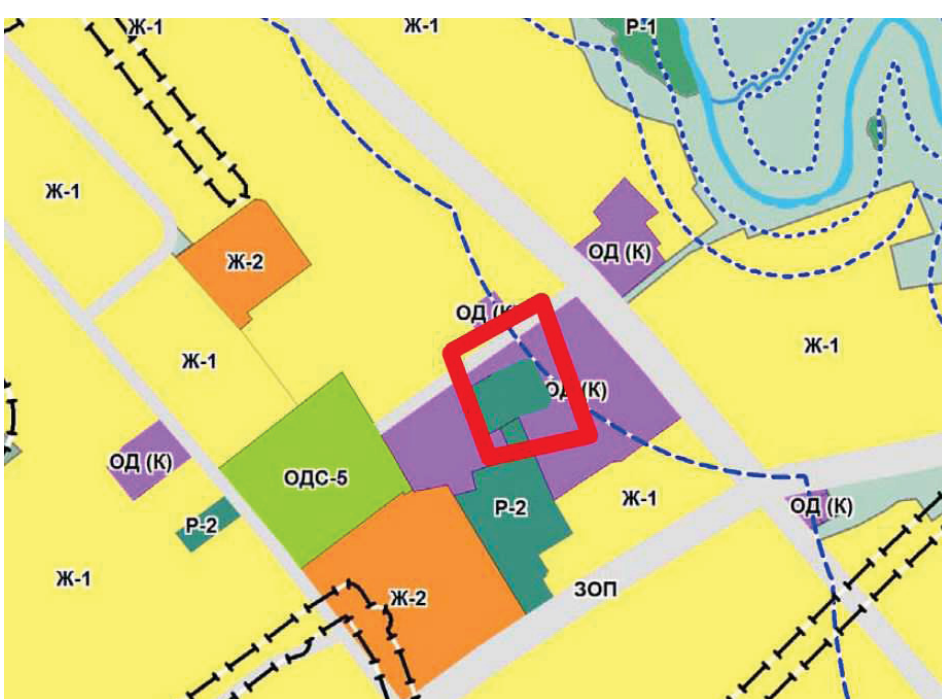 Ж-1
Ж-1
Р-1
Ж-1
Ж-2
ОД (К)
ОД (К
Ж-1
Ж-1
ОД (К)
ОД (К)
ОДС-5
Р-2
Р-2
Ж-1
ОД (К)
Ж-1
Ж-2
ЗОП